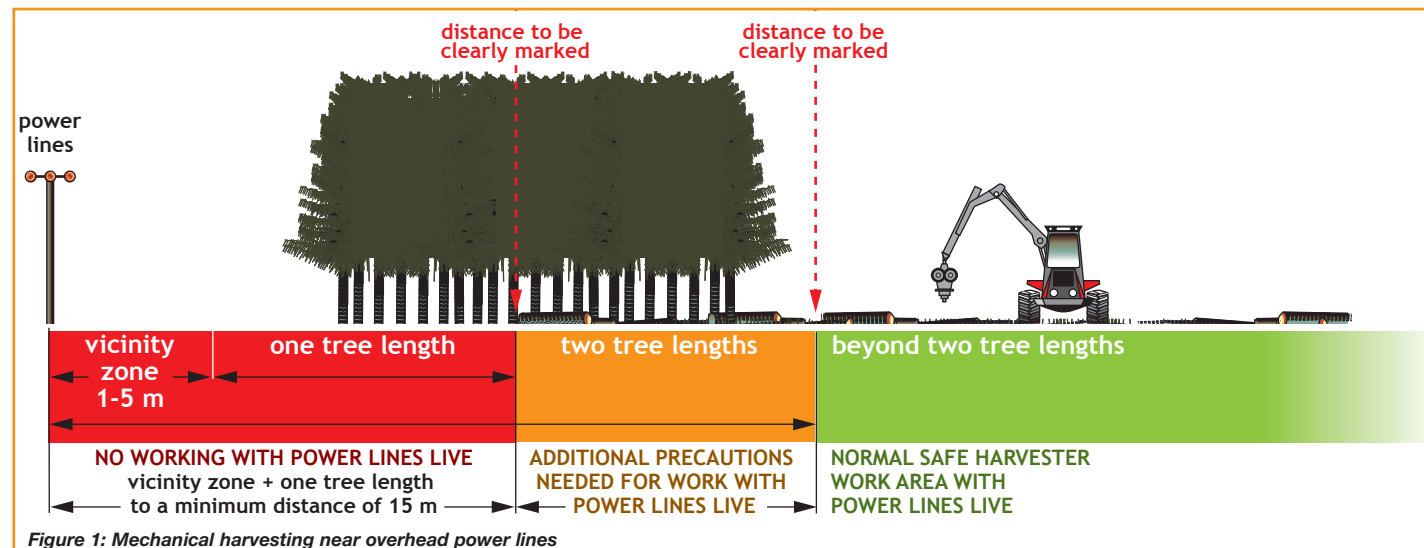 distance to be
clearly marked
distance to be
clearly marked
power
lines
vicinity
zone
1-5 m
one tree length
two tree lengths
beyond two tree lengths
NO WORKING WITH POWER LINES LIVE
vicinity zone + one tree length
to a minimum distance of 15 m
ADDITIONAL PRECAUTIONS
NEEDED FOR WORK WITH
POWER LINES LIVE
NORMAL SAFE HARVESTER
WORK AREA WITH
POWER LINES LIVE
Figure 1: Mechanical harvesting near overhead power lines